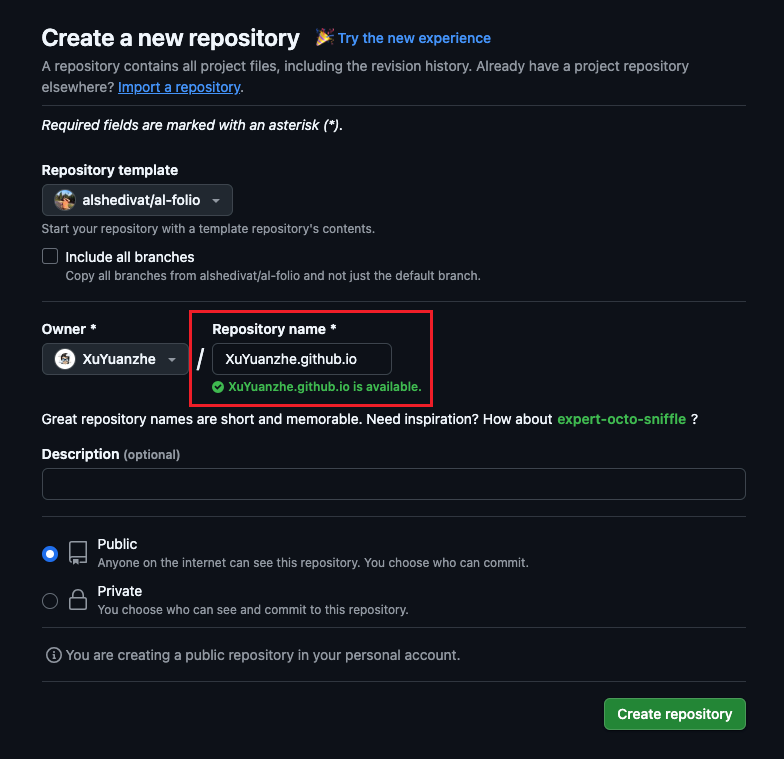 Create a new repository Try the new experience
A repository contains all project files, including the revision history. Already have a project repository
elsewhere? Import a repository.
Required fields are marked with an asterisk (*).
Repository template
alshedivat/al-folio
Start your repository with a template repository's contents.
Include all branches
Copy all branches from alshedivat/al-folio and not just the default branch.
Owner * Repository name *
XuYuanzhe / XuYuanzhe.github.io
XuYuanzhe.github.io is available.
Great repository names are short and memorable. Need inspiration? How about expert-octo-sniffle ?
Description (optional)
Public
Anyone on the internet can see this repository. You choose who can commit.
Private
You choose who can see and commit to this repository.
You are creating a public repository in your personal account.
Create repository